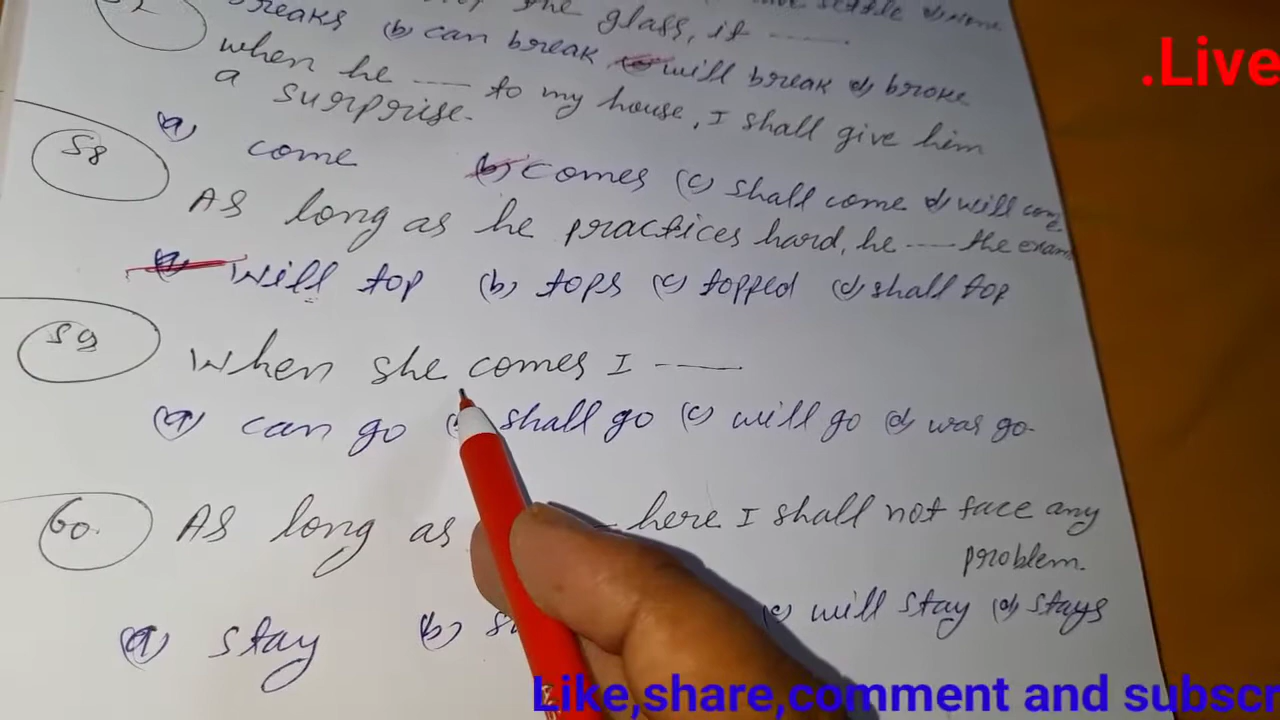 the glass, it ------
breaks (b) can break (c) will break (d) broke
.Live
when he ---- to my house, I shall give him
a surprise.
(a) come (b) comes (c) shall come (d) will come
58
As long as he practices hard, he ---- the exam
(a) will top (b) tops (c) topped (d) shall top
59 When she comes I ------
(a) can go shall go (c) will go (d) was go.
60. As long as here I shall not face any
problem.
(a) stay (b) (c) will stay (d) stays
Like,share,comment and subscr